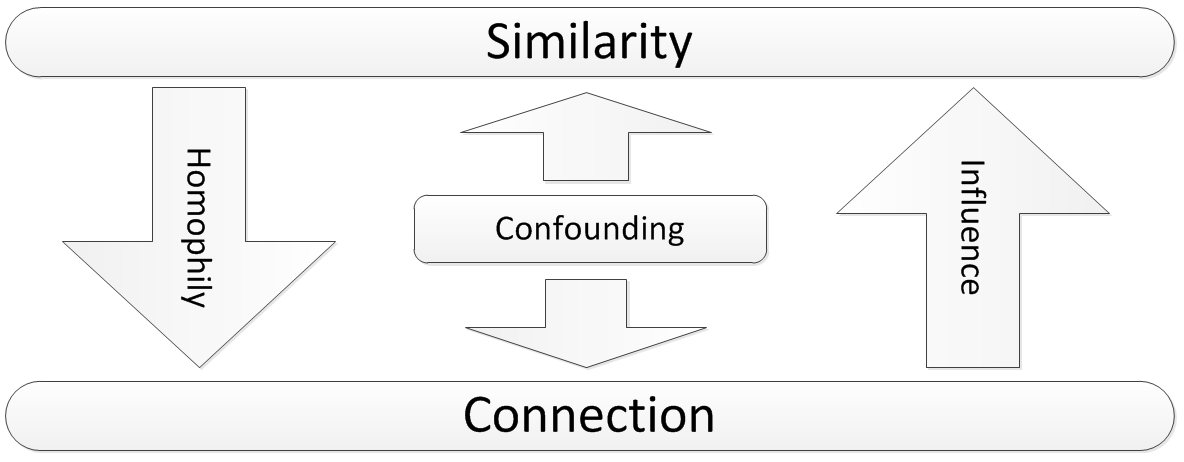 Similarity
Homophily
Confounding
Influence
Connection